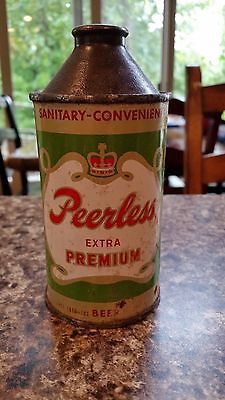 SANITARY-CONVENIEN
Peerless
EXTRA
PREMIUM
BEER